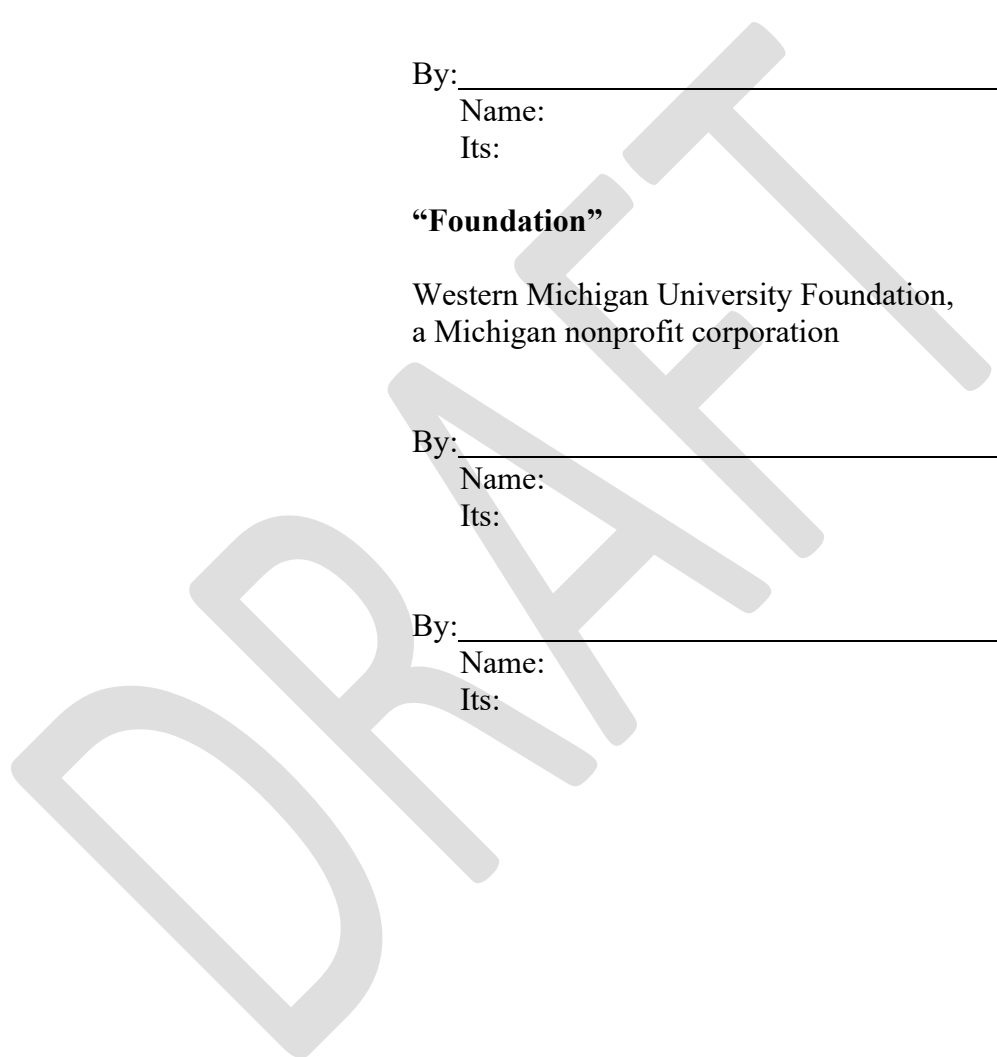 By:
Name:
Its:
“Foundation”
Western Michigan University Foundation,
a Michigan nonprofit corporation
By:
Name:
Its:
By:
Name:
Its:
DRAFT